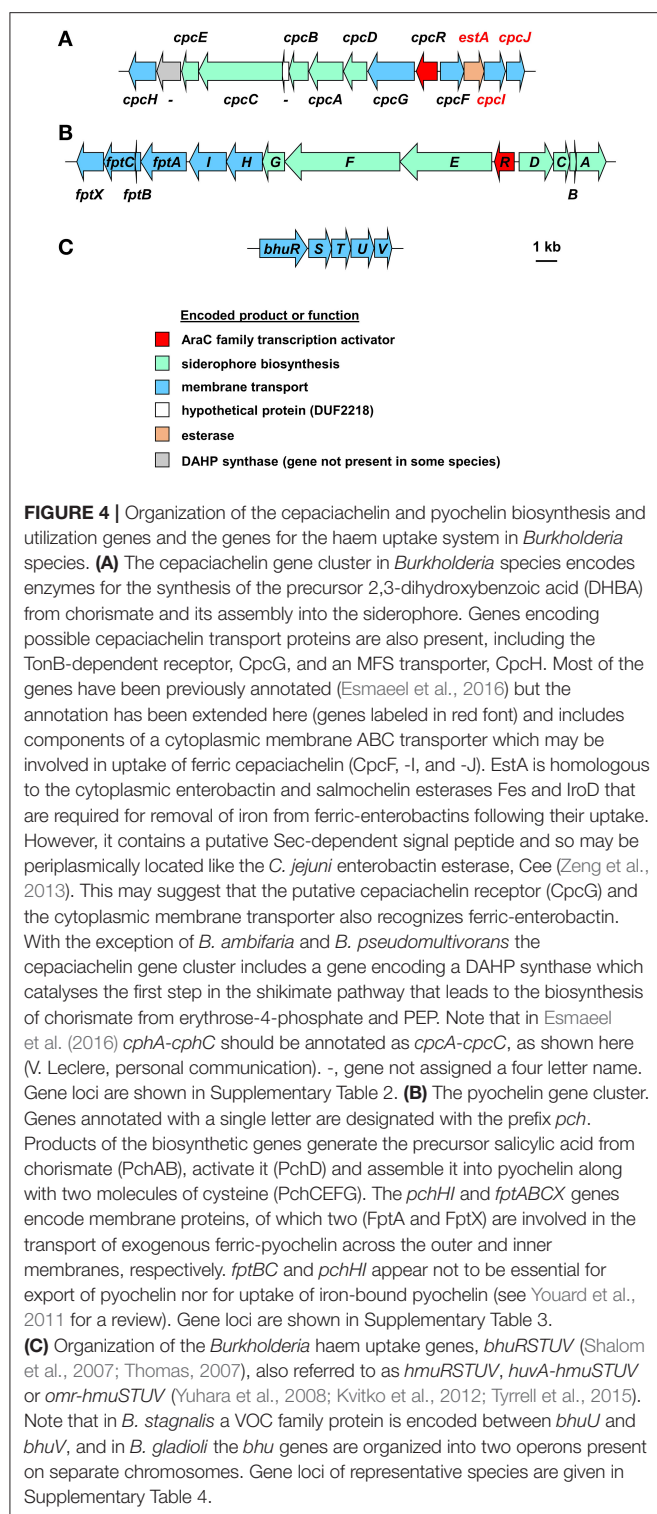 A
cpcE cpcB cpcD cpcR estA cpcJ
cpcH - cpcC - cpcA cpcG cpcF cpcI
B
fptC fptA I H G F E R D C A
fptX fptB B
C
bhuR S T U V
1 kb
Encoded product or function
AraC family transcription activator
siderophore biosynthesis
membrane transport
hypothetical protein (DUF2218)
esterase
DAHP synthase (gene not present in some species)
FIGURE 4 | Organization of the cepaciachelin and pyochelin biosynthesis and
utilization genes and the genes for the haem uptake system in Burkholderia
species. (A) The cepaciachelin gene cluster in Burkholderia species encodes
enzymes for the synthesis of the precursor 2,3-dihydroxybenzoic acid (DHBA)
from chorismate and its assembly into the siderophore. Genes encoding
possible cepaciachelin transport proteins are also present, including the
TonB-dependent receptor, CpcG, and an MFS transporter, CpcH. Most of the
genes have been previously annotated (Esmaeel et al., 2016) but the
annotation has been extended here (genes labeled in red font) and includes
components of a cytoplasmic membrane ABC transporter which may be
involved in uptake of ferric cepaciachelin (CpcF, -I, and -J). EstA is homologous
to the cytoplasmic enterobactin and salmochelin esterases Fes and IroD that
are required for removal of iron from ferric-enterobactins following their uptake.
However, it contains a putative Sec-dependent signal peptide and so may be
periplasmically located like the C. jejuni enterobactin esterase, Cee (Zeng et al.,
2013). This may suggest that the putative cepaciachelin receptor (CpcG) and
the cytoplasmic membrane transporter also recognizes ferric-enterobactin.
With the exception of B. ambifaria and B. pseudomultivorans the
cepaciachelin gene cluster includes a gene encoding a DAHP synthase which
catalyses the first step in the shikimate pathway that leads to the biosynthesis
of chorismate from erythrose-4-phosphate and PEP. Note that in Esmaeel
et al. (2016) cphA-cphC should be annotated as cpcA-cpcC, as shown here
(V. Leclere, personal communication). -, gene not assigned a four letter name.
Gene loci are shown in Supplementary Table 2. (B) The pyochelin gene cluster.
Genes annotated with a single letter are designated with the prefix pch.
Products of the biosynthetic genes generate the precursor salicylic acid from
chorismate (PchAB), activate it (PchD) and assemble it into pyochelin along
with two molecules of cysteine (PchCEFG). The pchHI and fptABCX genes
encode membrane proteins, of which two (FptA and FptX) are involved in the
transport of exogenous ferric-pyochelin across the outer and inner
membranes, respectively. fptBC and pchHI appear not to be essential for
export of pyochelin nor for uptake of iron-bound pyochelin (see Youard et al.,
2011 for a review). Gene loci are shown in Supplementary Table 3.
(C) Organization of the Burkholderia haem uptake genes, bhuRSTUV (Shalom
et al., 2007; Thomas, 2007), also referred to as hmuRSTUV, huvA-hmuSTUV
or omr-hmuSTUV (Yuhara et al., 2008; Kvitko et al., 2012; Tyrrell et al., 2015).
Note that in B. stagnalis a VOC family protein is encoded between bhuU and
bhuV, and in B. gladioli the bhu genes are organized into two operons present
on separate chromosomes. Gene loci of representative species are given in
Supplementary Table 4.